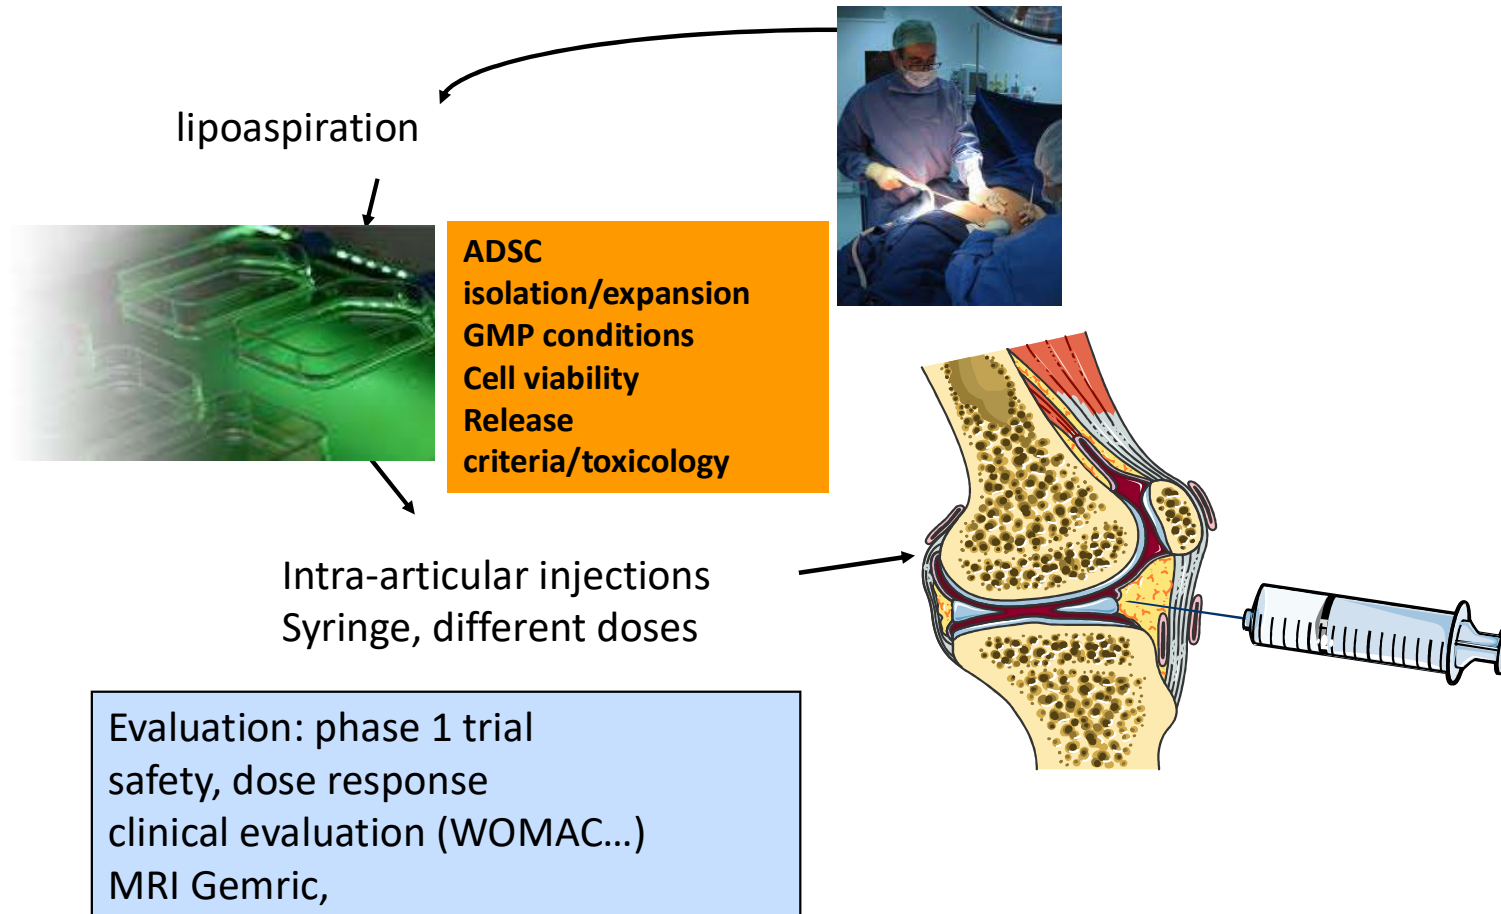 lipoaspiration
ADSC
isolation/expansion
GMP conditions
Cell viability
Release
criteria/toxicology
Intra-articular injections
Syringe, different doses
Evaluation: phase 1 trial
safety, dose response
clinical evaluation (WOMAC...)
MRI Gemric,